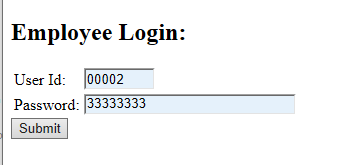 Employee Login:
User Id: 00002
Password: 33333333
Submit